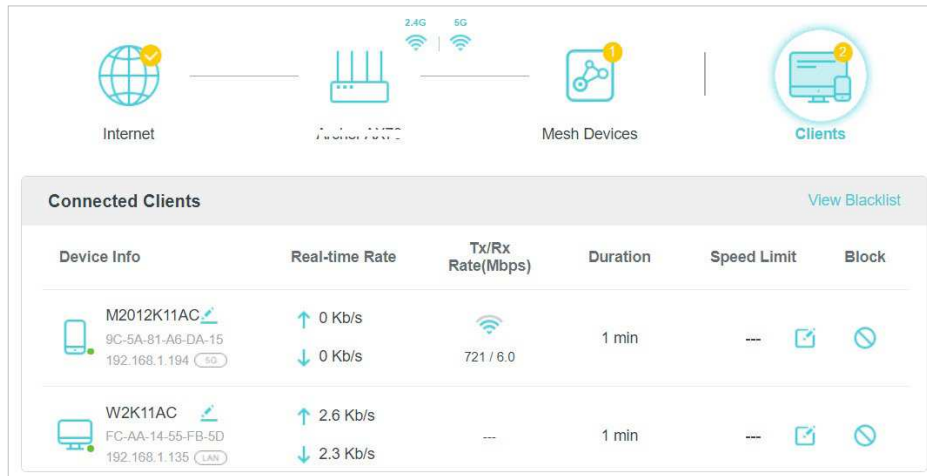 2.4G 5G
1 2
Internet
Mesh Devices
Clients
Connected Clients View Blacklist
Device Info Real-time Rate Tx/Rx Rate(Mbps) Duration Speed Limit Block
M2012K11AC ↑ 0 Kb/s
9C-5A-81-A6-DA-15 1 min ---
192.168.1.194 5G ↓ 0 Kb/s 721 / 6.0
W2K11AC ↑ 2.6 Kb/s
FC-AA-14-55-FB-5D --- 1 min ---
192.168.1.135 LAN ↓ 2.3 Kb/s